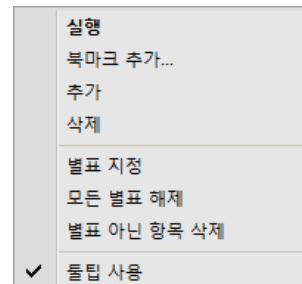 실행
북마크 추가...
추가
삭제
별표 지정
모든 별표 해제
별표 아닌 항목 삭제
툴팁 사용